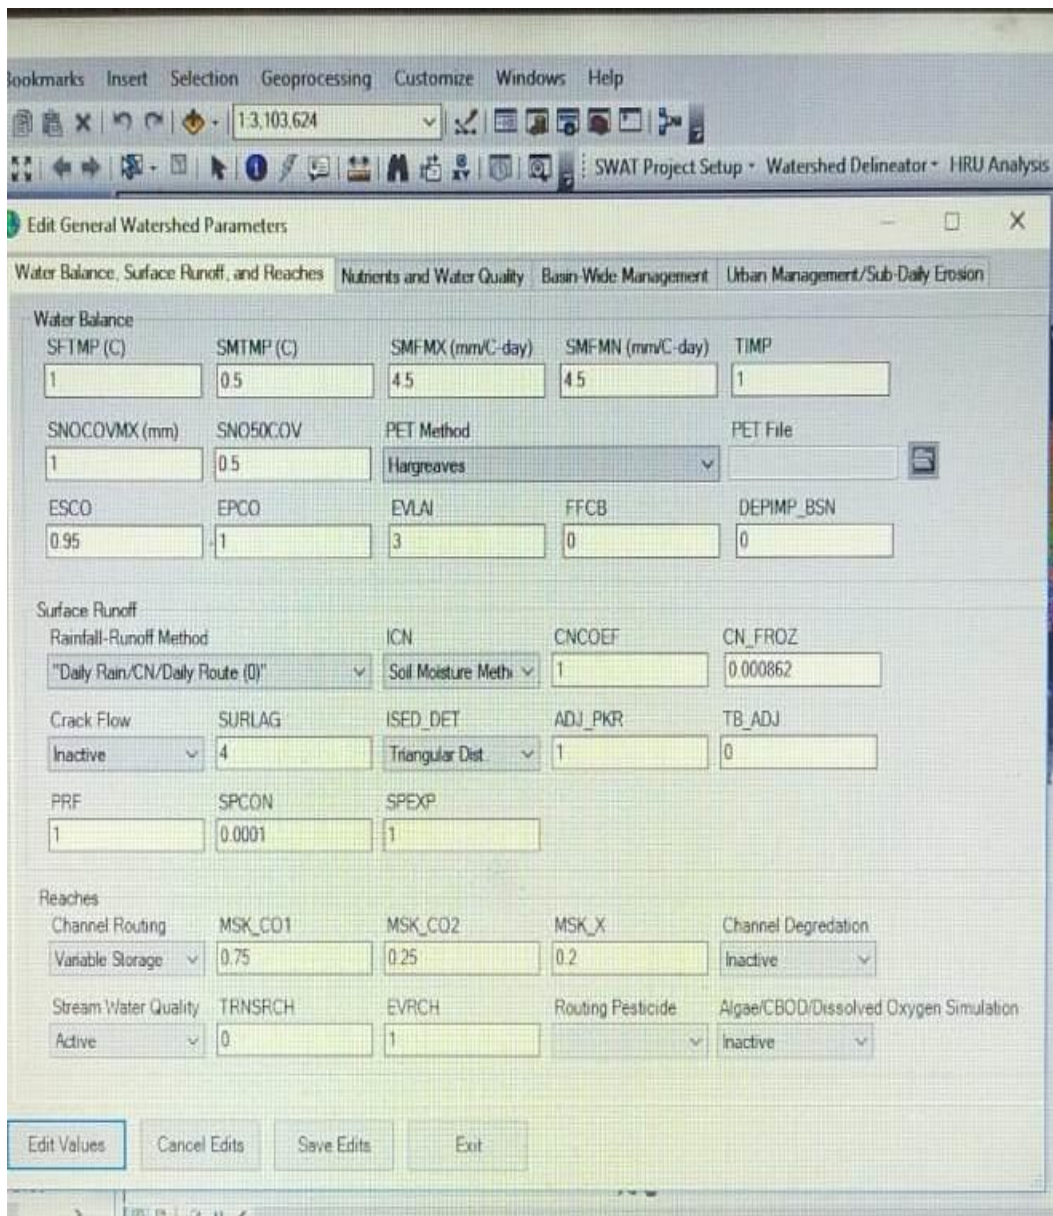 Bookmarks Insert Selection Geoprocessing Customize Windows Help
1:3,103,624
SWAT Project Setup Watershed Delineator HRU Analysis
Edit General Watershed Parameters
Water Balance, Surface Runoff, and Reaches Nutrients and Water Quality Basin-Wide Management Urban Management/Sub-Daily Erosion
Water Balance
SFTMP (C) SMTMP (C) SMFMX (mm/C-day) SMFMN (mm/C-day) TIMP
1 0.5 4.5 4.5 1
SNOCOVMX (mm) SNO50COV PET Method PET File
1 0.5 Hargreaves
ESCO EPCO EVLAI FFCB DEPIMP_BSN
0.95 1 3 0 0
Surface Runoff
Rainfall-Runoff Method ICN CNCOEF CN_FROZ
"Daily Rain/CN/Daily Route (0)" Soil Moisture Meth 1 0.000862
Crack Flow SURLAG ISED_DET ADJ_PKR TB_ADJ
Inactive 4 Triangular Dist. 1 0
PRF SPCON SPEXP
1 0.0001 1
Reaches
Channel Routing MSK_CO1 MSK_CO2 MSK_X Channel Degredation
Variable Storage 0.75 0.25 0.2 Inactive
Stream Water Quality TRNSRCH EVRCH Routing Pesticide Algae/CBOD/Dissolved Oxygen Simulation
Active 0 1 Inactive
Edit Values Cancel Edits Save Edits Exit